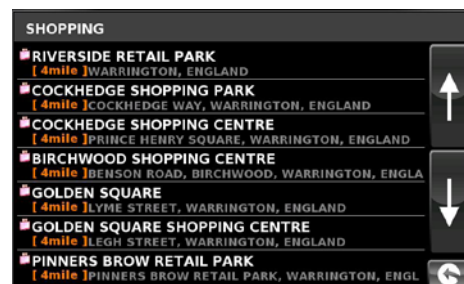 SHOPPING
RIVERSIDE RETAIL PARK
[ 4mile ]WARRINGTON, ENGLAND
COCKHEDGE SHOPPING PARK
[ 4mile ]COCKHEDGE WAY, WARRINGTON, ENGLAND
COCKHEDGE SHOPPING CENTRE
[ 4mile ]PRINCE HENRY SQUARE, WARRINGTON, ENGLAND
BIRCHWOOD SHOPPING CENTRE
[ 4mile ]BENSON ROAD, BIRCHWOOD, WARRINGTON, ENGLA
GOLDEN SQUARE
[ 4mile ]LYME STREET, WARRINGTON, ENGLAND
GOLDEN SQUARE SHOPPING CENTRE
[ 4mile ]LEGH STREET, WARRINGTON, ENGLAND
PINNERS BROW RETAIL PARK
[ 4mile ]PINNERS BROW RETAIL PARK, WARRINGTON, ENGL